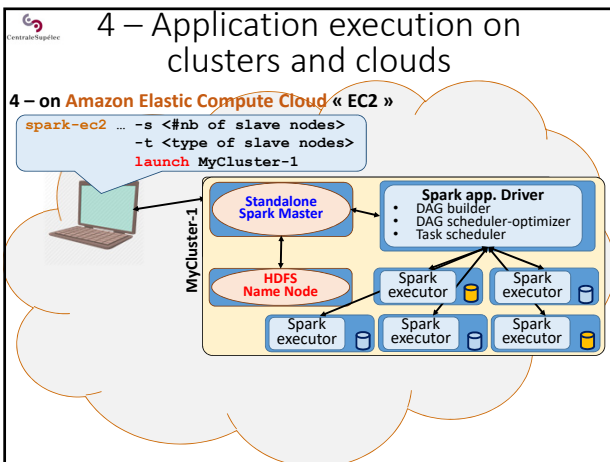 CentraleSupélec
4 – Application execution on
clusters and clouds
4 – on Amazon Elastic Compute Cloud « EC2 »
spark-ec2 … -s <#nb of slave nodes>
-t <type of slave nodes>
launch MyCluster-1
MyCluster-1
Standalone
Spark Master
Spark app. Driver
• DAG builder
• DAG scheduler-optimizer
• Task scheduler
HDFS
Name Node
Spark
executor
Spark
executor
Spark
executor
Spark
executor
Spark
executor